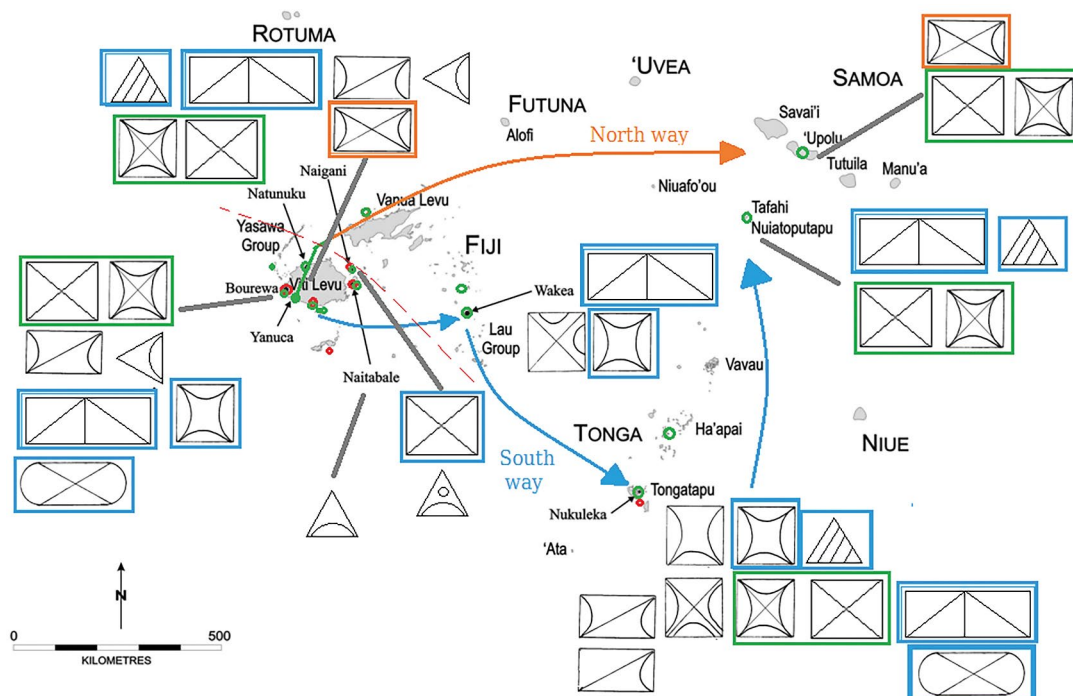 ROTUMA
'UVEA
SAMOA
FUTUNA
Savai'i
Alofi
North way
'Upolu
Tutuila
Manu'a
Naigani
Niuafo'ou
Natunuku
Vanua Levu
Tafahi
Nuiatoputapu
Yasawa
Group
FIJI
Bourewa
Viti Levu
Wakea
Yanuca
Lau
Group
Naitabale
Vavau
TONGA
Ha'apai
NIUE
South
way
Tongatapu
Nukuleka
'Ata
N
0
500
KILOMETRES